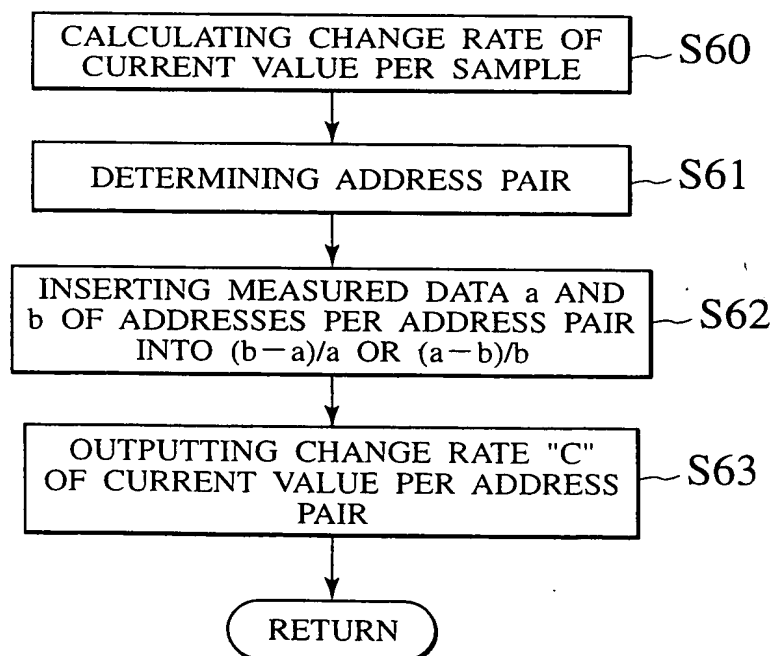 CALCULATING CHANGE RATE OF
CURRENT VALUE PER SAMPLE
S60
DETERMINING ADDRESS PAIR
S61
INSERTING MEASURED DATA a AND
b OF ADDRESSES PER ADDRESS PAIR
INTO (b−a)/a OR (a−b)/b
S62
OUTPUTTING CHANGE RATE "C"
OF CURRENT VALUE PER ADDRESS
PAIR
S63
RETURN